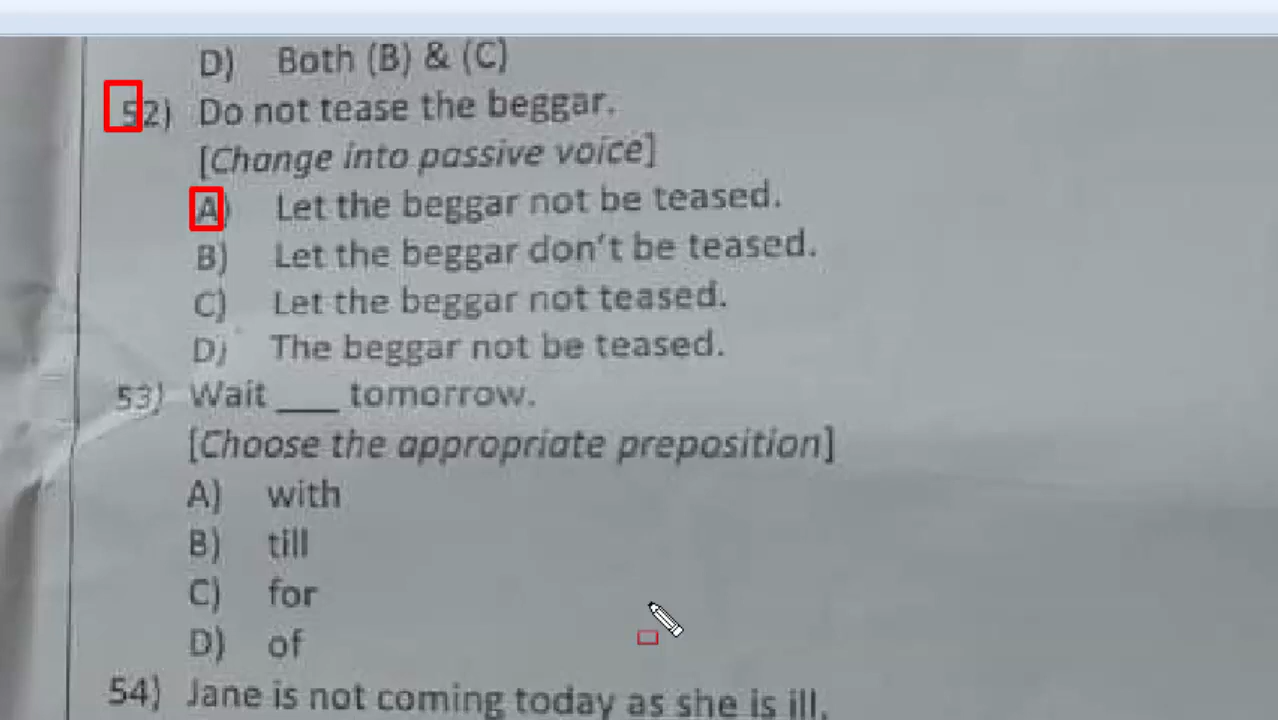 D) Both (B) & (C)
52) Do not tease the beggar.
[Change into passive voice]
A) Let the beggar not be teased.
B) Let the beggar don't be teased.
C) Let the beggar not teased.
D) The beggar not be teased.
53) Wait ___ tomorrow.
[Choose the appropriate preposition]
A) with
B) till
C) for
D) of
54) Jane is not coming today as she is ill.